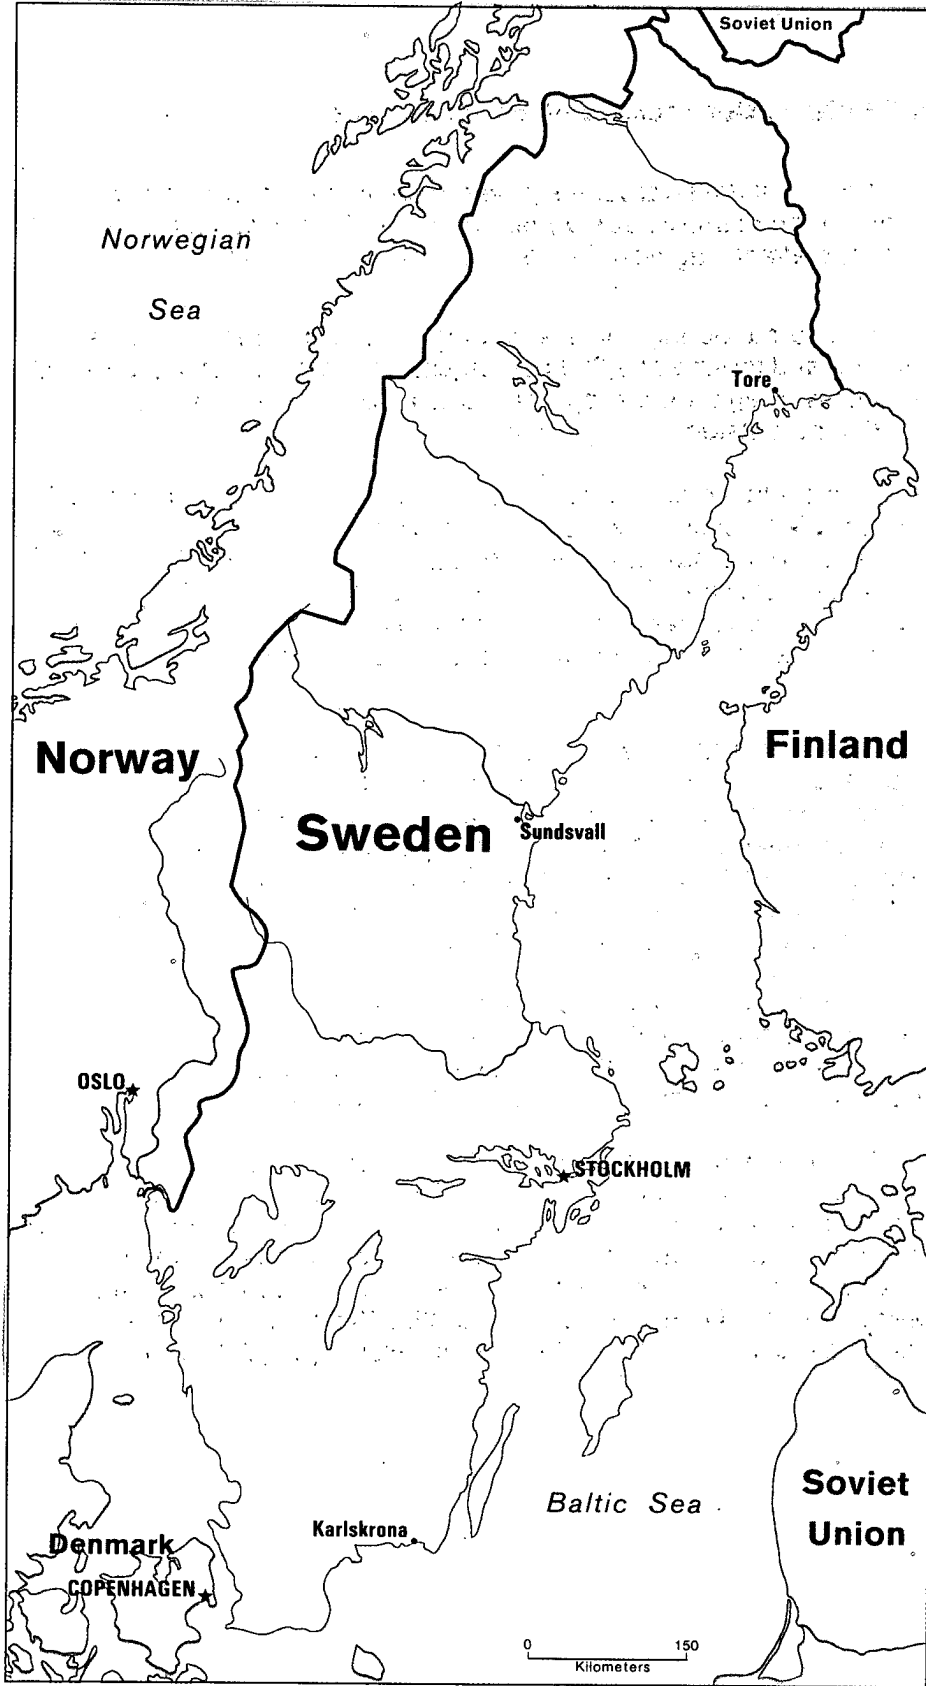 Soviet Union
Norwegian
Sea
Tore
Norway
Finland
Sweden
Sundsvall
OSLO
STOCKHOLM
Soviet
Union
Baltic Sea
Karlskrona
Denmark
COPENHAGEN
0 150
Kilometers